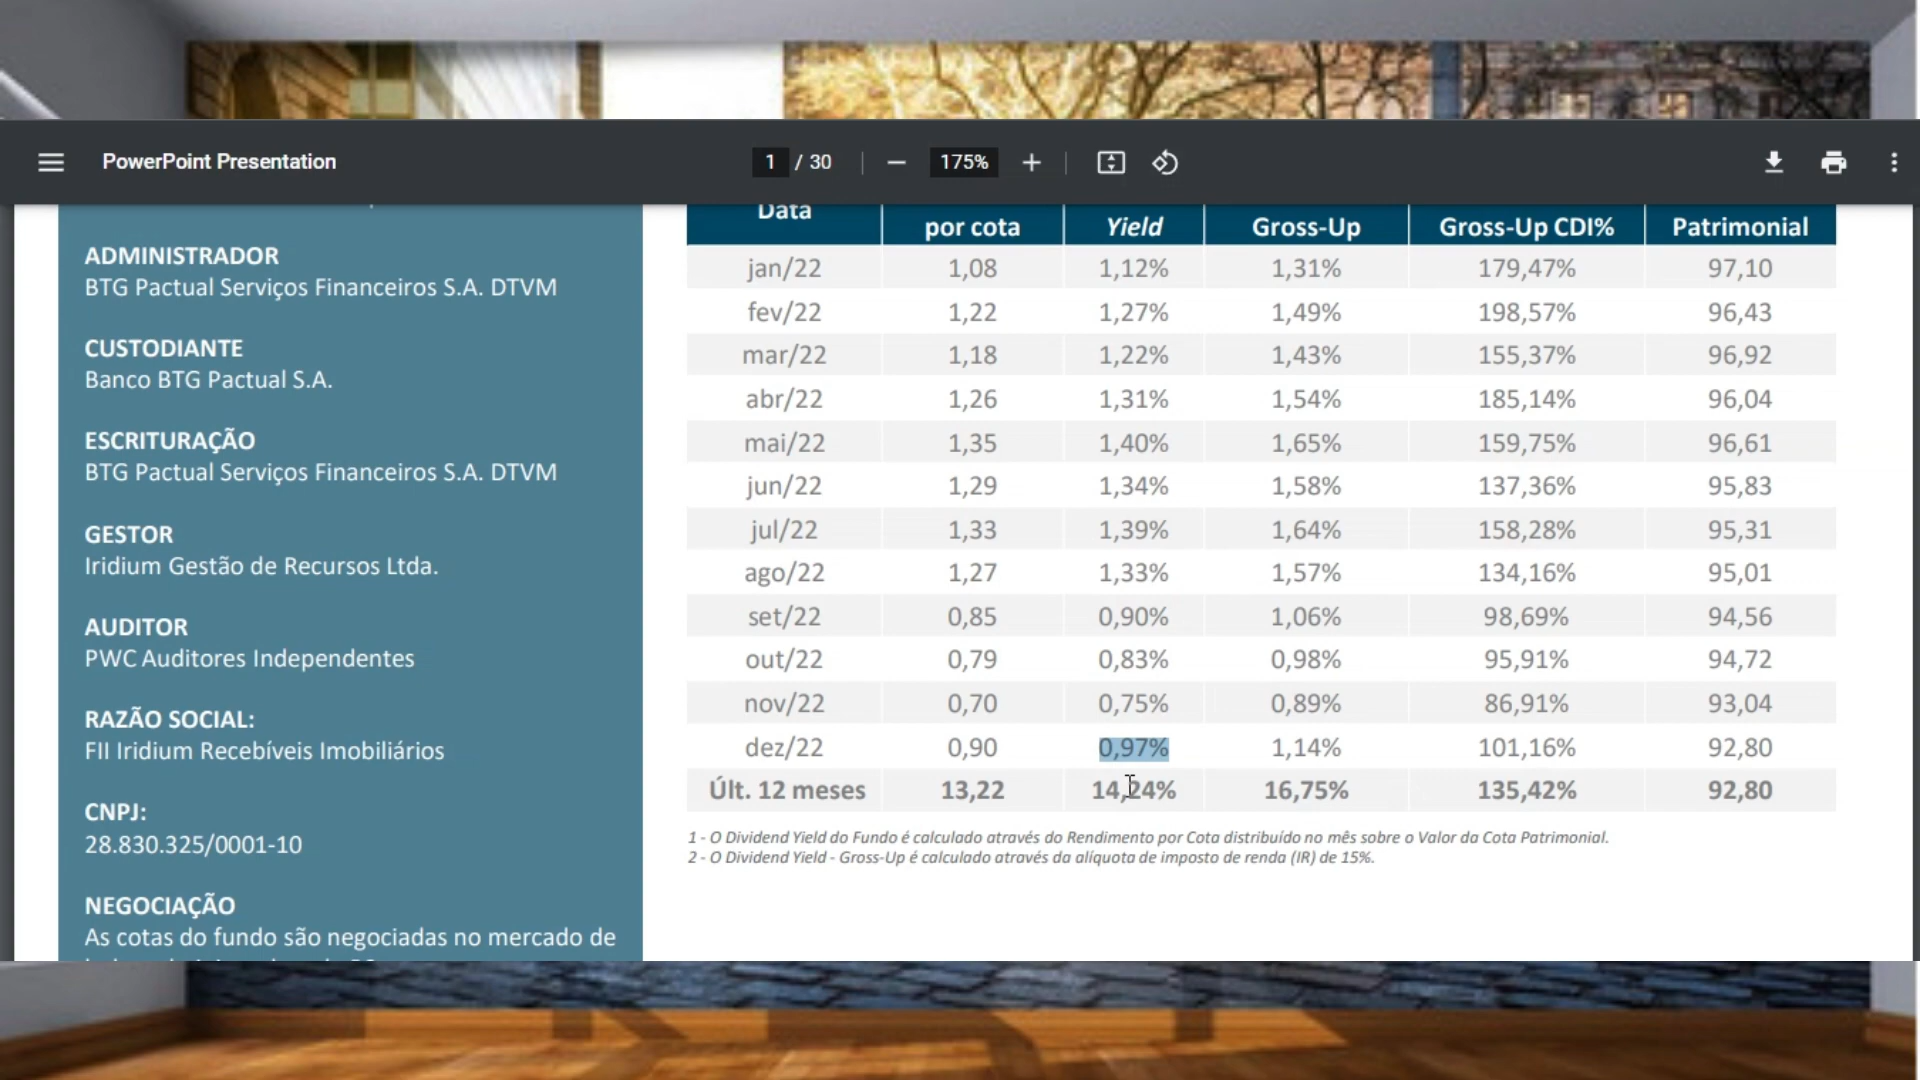 PowerPoint Presentation
1 / 30
175%
ADMINISTRADOR
BTG Pactual Serviços Financeiros S.A. DTVM
CUSTODIANTE
Banco BTG Pactual S.A.
ESCRITURAÇÃO
BTG Pactual Serviços Financeiros S.A. DTVM
GESTOR
Iridium Gestão de Recursos Ltda.
AUDITOR
PWC Auditores Independentes
RAZÃO SOCIAL:
FII Iridium Recebíveis Imobiliários
CNPJ:
28.830.325/0001-10
NEGOCIAÇÃO
As cotas do fundo são negociadas no mercado de
Data por cota Yield Gross-Up Gross-Up CDI% Patrimonial
jan/22 1,08 1,12% 1,31% 179,47% 97,10
fev/22 1,22 1,27% 1,49% 198,57% 96,43
mar/22 1,18 1,22% 1,43% 155,37% 96,92
abr/22 1,26 1,31% 1,54% 185,14% 96,04
mai/22 1,35 1,40% 1,65% 159,75% 96,61
jun/22 1,29 1,34% 1,58% 137,36% 95,83
jul/22 1,33 1,39% 1,64% 158,28% 95,31
ago/22 1,27 1,33% 1,57% 134,16% 95,01
set/22 0,85 0,90% 1,06% 98,69% 94,56
out/22 0,79 0,83% 0,98% 95,91% 94,72
nov/22 0,70 0,75% 0,89% 86,91% 93,04
dez/22 0,90 0,97% 1,14% 101,16% 92,80
Últ. 12 meses 13,22 14,24% 16,75% 135,42% 92,80
1 - O Dividend Yield do Fundo é calculado através do Rendimento por Cota distribuído no mês sobre o Valor da Cota Patrimonial.
2 - O Dividend Yield - Gross-Up é calculado através da alíquota de imposto de renda (IR) de 15%.